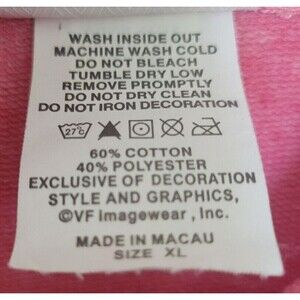 WASH INSIDE OUT
MACHINE WASH COLD
DO NOT BLEACH
TUMBLE DRY LOW
REMOVE PROMPTLY
DO NOT DRY CLEAN
DO NOT IRON DECORATION
27°C
60% COTTON
40% POLYESTER
EXCLUSIVE OF DECORATION
STYLE AND GRAPHICS,
©VF Imagewear , Inc.
MADE IN MACAU
SIZE XL